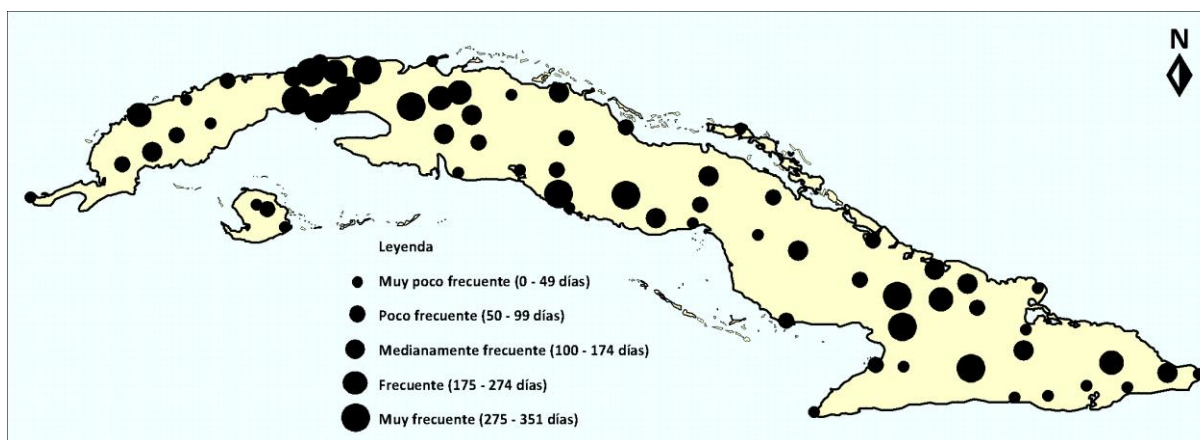 N
Leyenda
Muy poco frecuente (0 - 49 días)
Poco frecuente (50 - 99 días)
Medianamente frecuente (100 - 174 días)
Frecuente (175 - 274 días)
Muy frecuente (275 - 351 días)